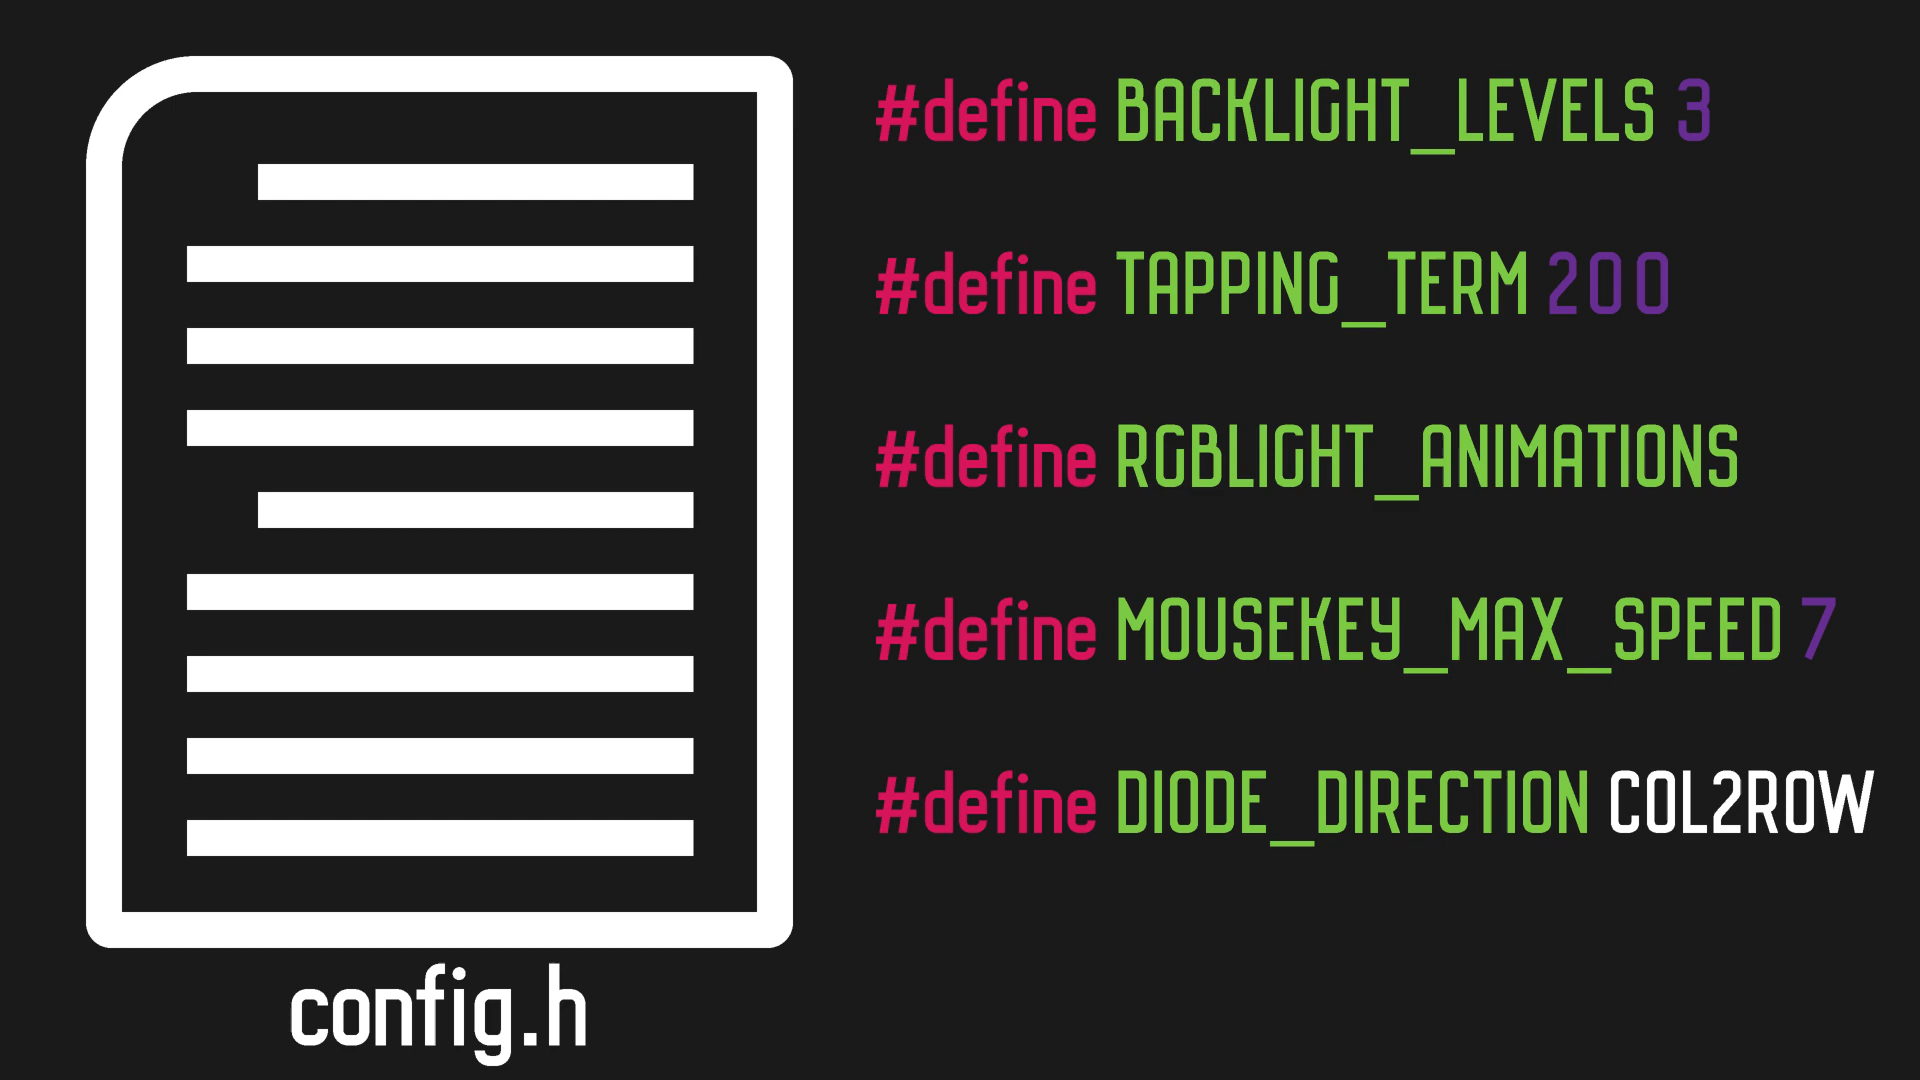 #define BACKLIGHT_LEVELS 3
#define TAPPING_TERM 200
#define RGBLIGHT_ANIMATIONS
#define MOUSEKEY_MAX_SPEED 7
#define DIODE_DIRECTION COL2ROW
config.h